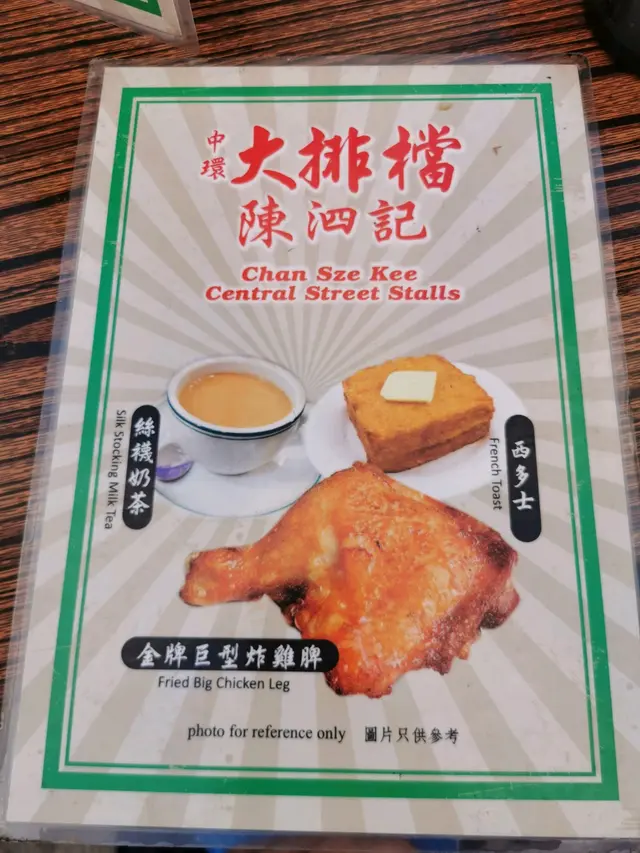 中環
大排檔
陳泗記
Chan Sze Kee
Central Street Stalls
絲襪奶茶
Silk Stocking Milk Tea
西多士
French Toast
金牌巨型炸雞脾
Fried Big Chicken Leg
photo for reference only 圖片只供參考